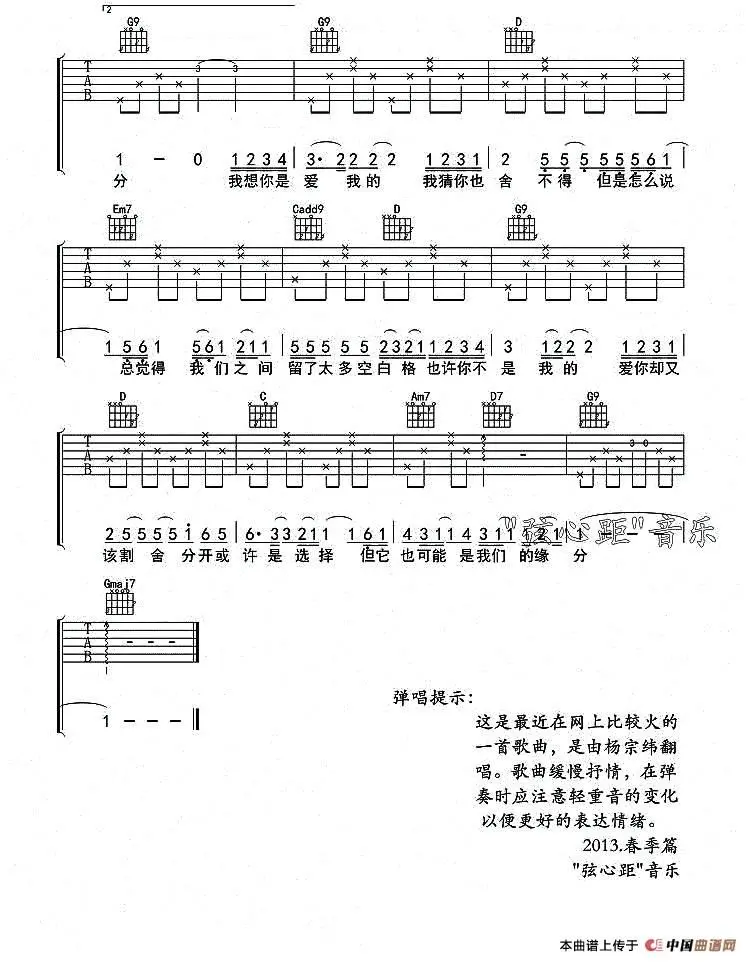 2
G9 G9 D
T A B
1 - 0 1 2 3 4 3· 2 2 2 2 1 2 3 4 2 5 5 5 5 5 5 6 1
分 我想你是 爱 我的 我猜你也 舍 不得 但是怎么说
Em7 Cadd9 D G9
T A B
1 5 6 1 5 6 1 2 1 1 5 5 5 5 5 2 3 2 1 2 3 2 1 3 1 2 2 2 1 2 3 1
总觉得 我们之间 留了太多空白格也许你不 是 我的 爱你却又
D C Am7 D7 G9
T A B
3 0
2 5 5 5 5 5 1 6 5 6· 3 3 2 1 1 1 6 1 4 3 1 1 4 3 1 1 2 1 1 - - -
该割 舍 分开或 许 是 选择 但它 也可能 是我们 的缘 分
"弦心距"音乐
Gmaj7
T A B - - -
1 - - -
弹唱提示：
这是最近在网上比较火的
一首歌曲，是由杨宗纬翻
唱。歌曲缓慢抒情，在弹
奏时应注意轻重音的变化
以便更好的表达情绪。
2013.春季篇
"弦心距"音乐
本曲谱上传于 中国曲谱网